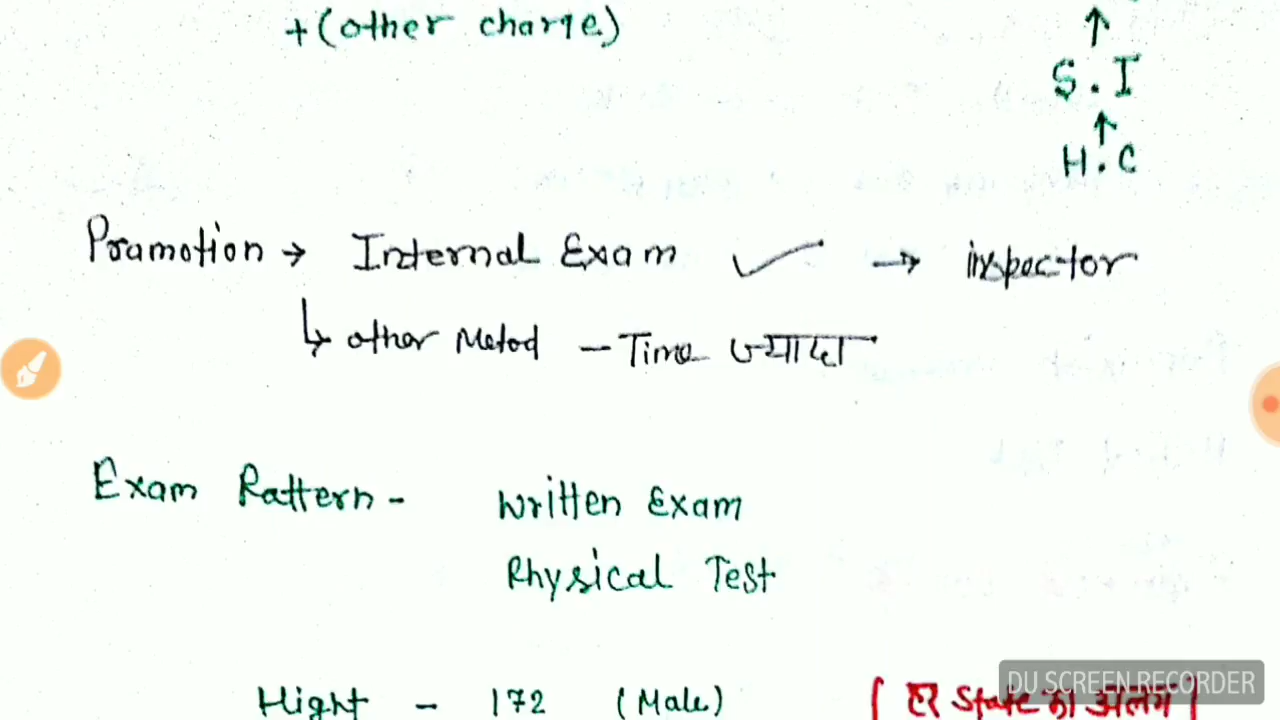 +(other charge)
↑
S.I
↑
H.C
Pramotion → Internal Exam ✓ → inspector
↳ other Metod - Time ज्यादा
Exam Pattern - Written Exam
Physical Test
Hight - 172 (Male) [हर State का अलग]
DU SCREEN RECORDER